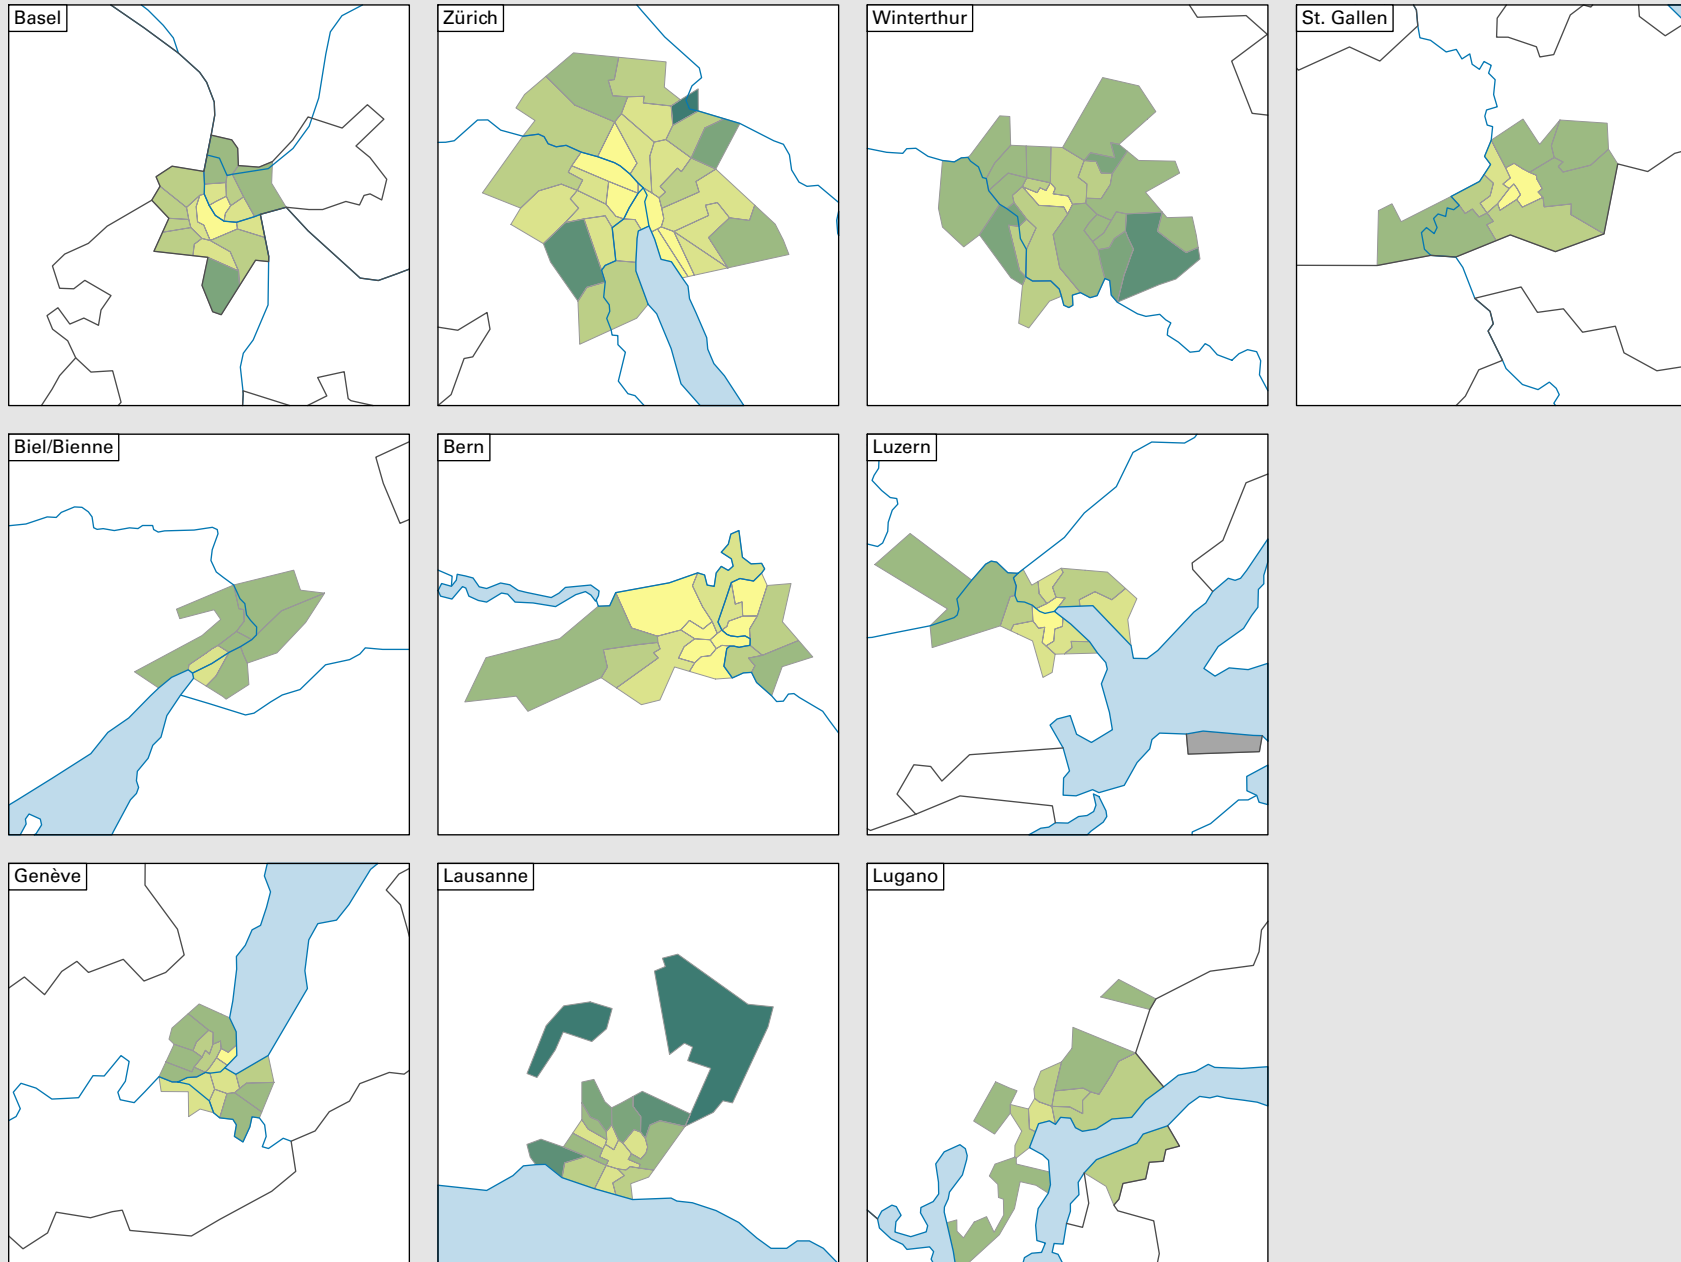 Basel
Zürich
Winterthur
St. Gallen
Biel/Bienne
Bern
Luzern
Genève
Lausanne
Lugano